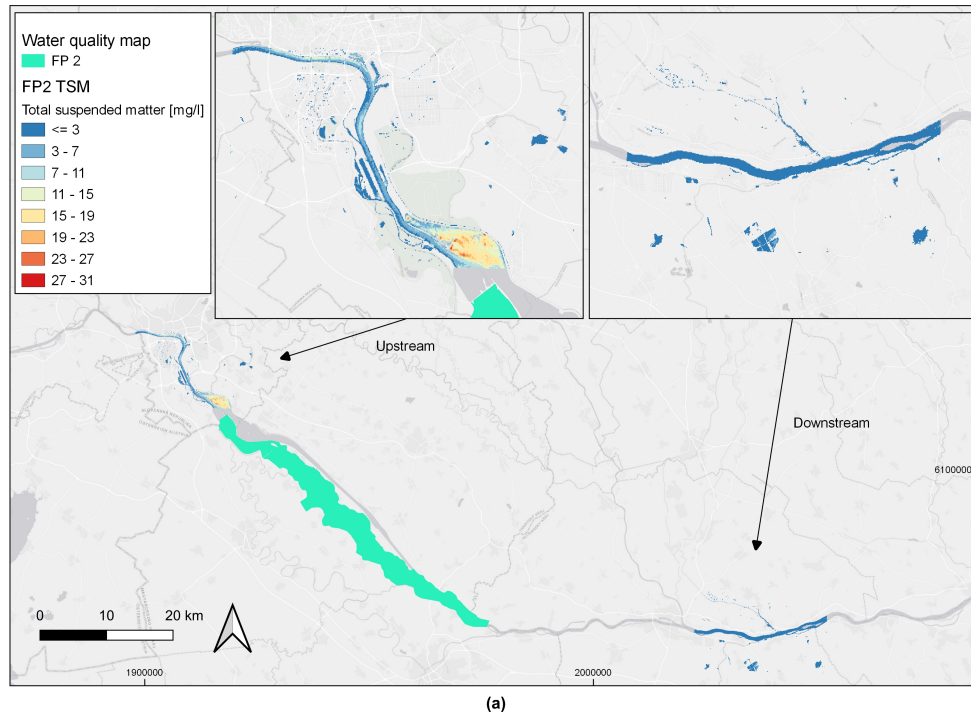 Water quality map
FP 2
FP2 TSM
Total suspended matter [mg/l]
<= 3
3 - 7
7 - 11
11 - 15
15 - 19
19 - 23
23 - 27
27 - 31
Upstream
Downstream
6100000
0 10 20 km
1900000 2000000
(a)